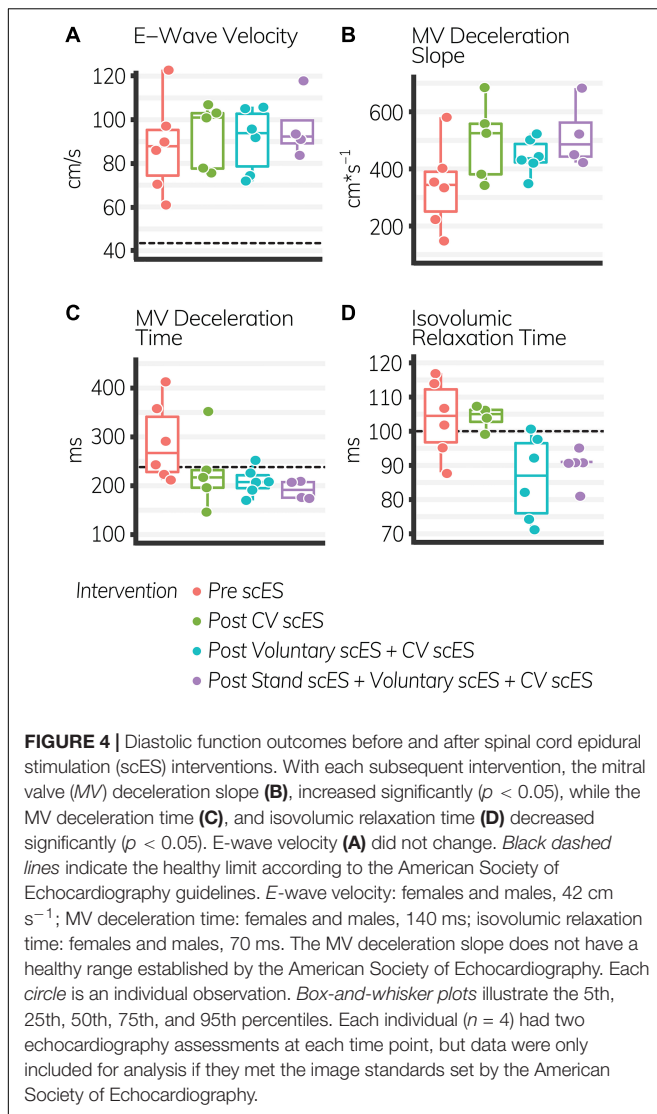 A E−Wave Velocity
120
100
80
60
40
cm/s
B MV Deceleration
Slope
600
400
200
cm*s⁻¹
C MV Deceleration
Time
400
300
200
100
ms
D Isovolumic
Relaxation Time
120
110
100
90
80
70
ms
Intervention
Pre scES
Post CV scES
Post Voluntary scES + CV scES
Post Stand scES + Voluntary scES + CV scES
FIGURE 4 | Diastolic function outcomes before and after spinal cord epidural
stimulation (scES) interventions. With each subsequent intervention, the mitral
valve (MV) deceleration slope (B), increased significantly (p < 0.05), while the
MV deceleration time (C), and isovolumic relaxation time (D) decreased
significantly (p < 0.05). E-wave velocity (A) did not change. Black dashed
lines indicate the healthy limit according to the American Society of
Echocardiography guidelines. E-wave velocity: females and males, 42 cm
s⁻¹; MV deceleration time: females and males, 140 ms; isovolumic relaxation
time: females and males, 70 ms. The MV deceleration slope does not have a
healthy range established by the American Society of Echocardiography. Each
circle is an individual observation. Box-and-whisker plots illustrate the 5th,
25th, 50th, 75th, and 95th percentiles. Each individual (n = 4) had two
echocardiography assessments at each time point, but data were only
included for analysis if they met the image standards set by the American
Society of Echocardiography.